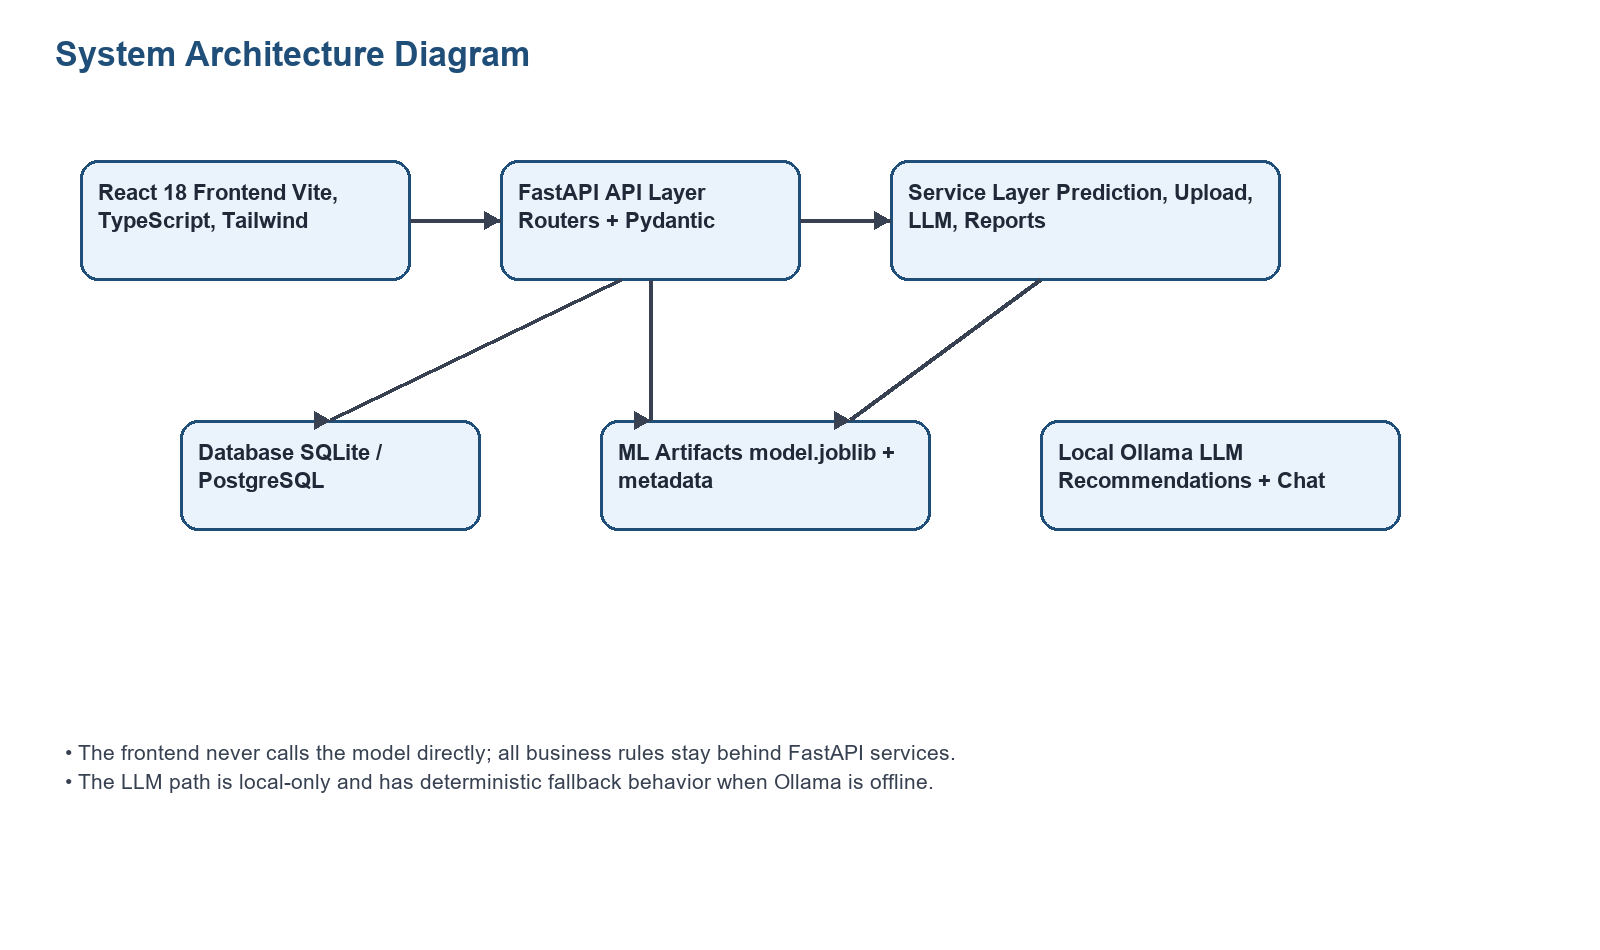 System Architecture Diagram
React 18 Frontend Vite,
TypeScript, Tailwind
FastAPI API Layer
Routers + Pydantic
Service Layer Prediction, Upload,
LLM, Reports
Database SQLite /
PostgreSQL
ML Artifacts model.joblib +
metadata
Local Ollama LLM
Recommendations + Chat
• The frontend never calls the model directly; all business rules stay behind FastAPI services.
• The LLM path is local-only and has deterministic fallback behavior when Ollama is offline.